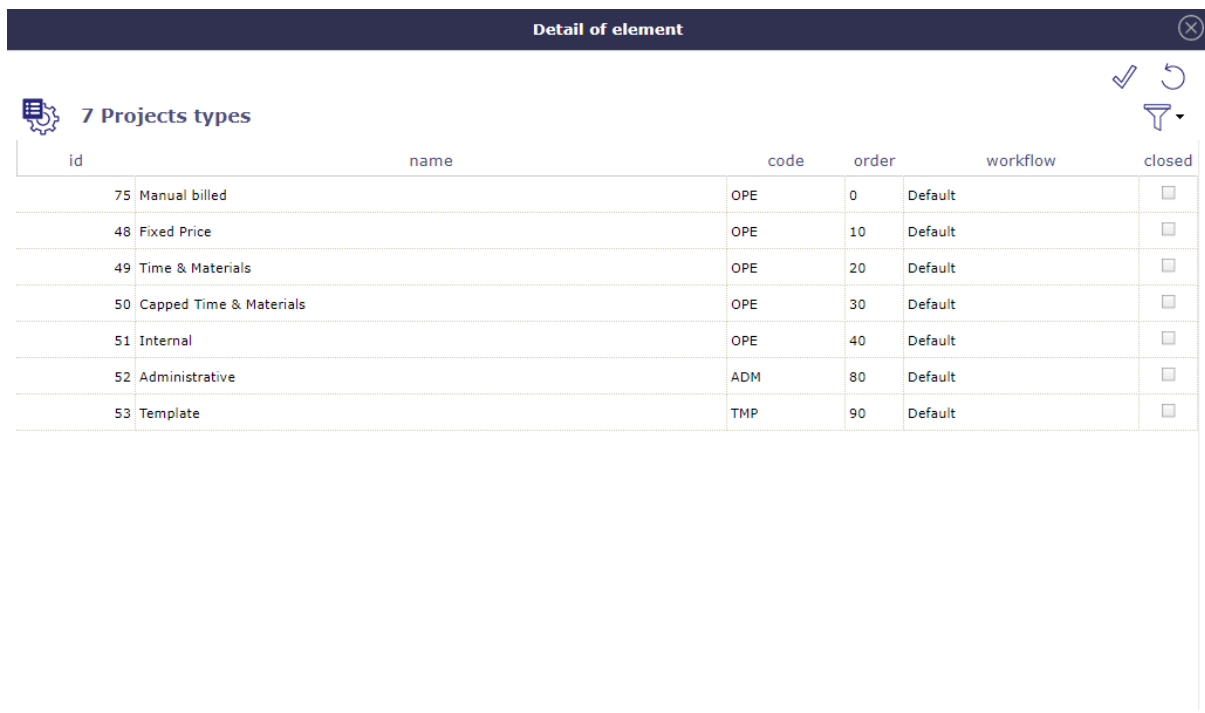 Detail of element
7 Projects types
id name code order workflow closed
75 Manual billed OPE 0 Default
48 Fixed Price OPE 10 Default
49 Time & Materials OPE 20 Default
50 Capped Time & Materials OPE 30 Default
51 Internal OPE 40 Default
52 Administrative ADM 80 Default
53 Template TMP 90 Default